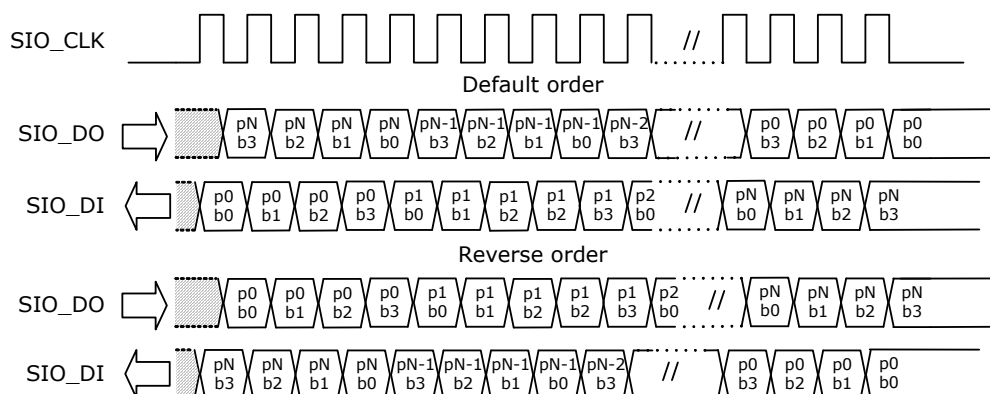 SIO_CLK //
Default order
SIO_DO
pN pN pN pN pN-1 pN-1 pN-1 pN-1 pN-2 // p0 p0 p0 p0
b3 b2 b1 b0 b3 b2 b1 b0 b3 b3 b2 b1 b0
SIO_DI
p0 p0 p0 p0 p1 p1 p1 p1 p1 p2 // pN pN pN pN
b0 b1 b2 b3 b0 b1 b2 b2 b3 b0 b0 b1 b2 b3
Reverse order
SIO_DO
p0 p0 p0 p0 p1 p1 p1 p1 p1 p2 // pN pN pN pN
b0 b1 b2 b3 b0 b1 b2 b2 b3 b0 b0 b1 b2 b3
SIO_DI
pN pN pN pN pN-1 pN-1 pN-1 pN-1 pN-2 // p0 p0 p0 p0
b3 b2 b1 b0 b3 b2 b1 b0 b3 b3 b2 b1 b0